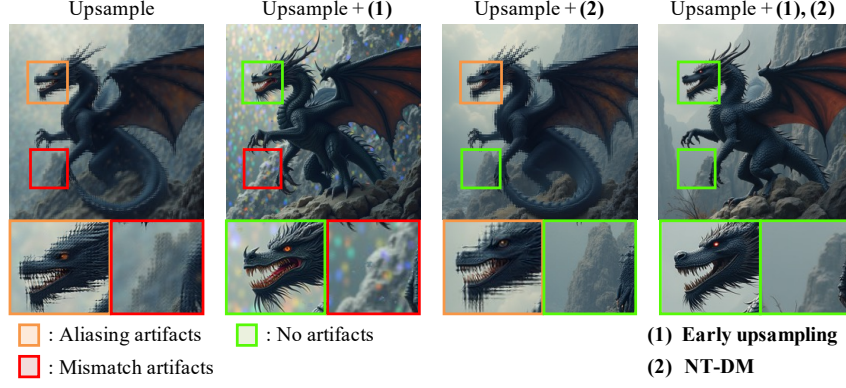 Upsample
Upsample + (1)
Upsample + (2)
Upsample + (1), (2)
: Aliasing artifacts
: No artifacts
(1) Early upsampling
: Mismatch artifacts
(2) NT-DM